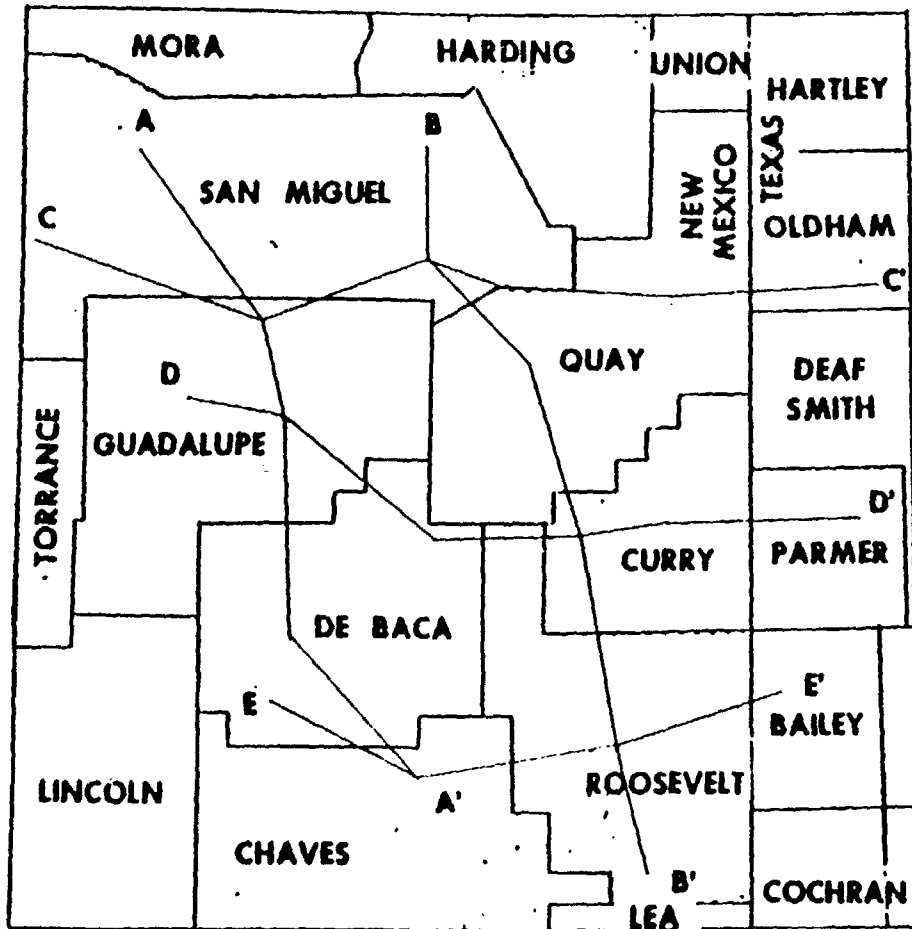 MORA
HARDING
UNION
HARTLEY
A
B
NEW MEXICO
TEXAS
SAN MIGUEL
C
OLDHAM
C'
D
QUAY
DEAF SMITH
TORRANCE
GUADALUPE
D'
CURRY
PARMER
DE BACA
E
E'
BAILEY
LINCOLN
A'
ROOSEVELT
CHAVES
B'
LEA
COCHRAN